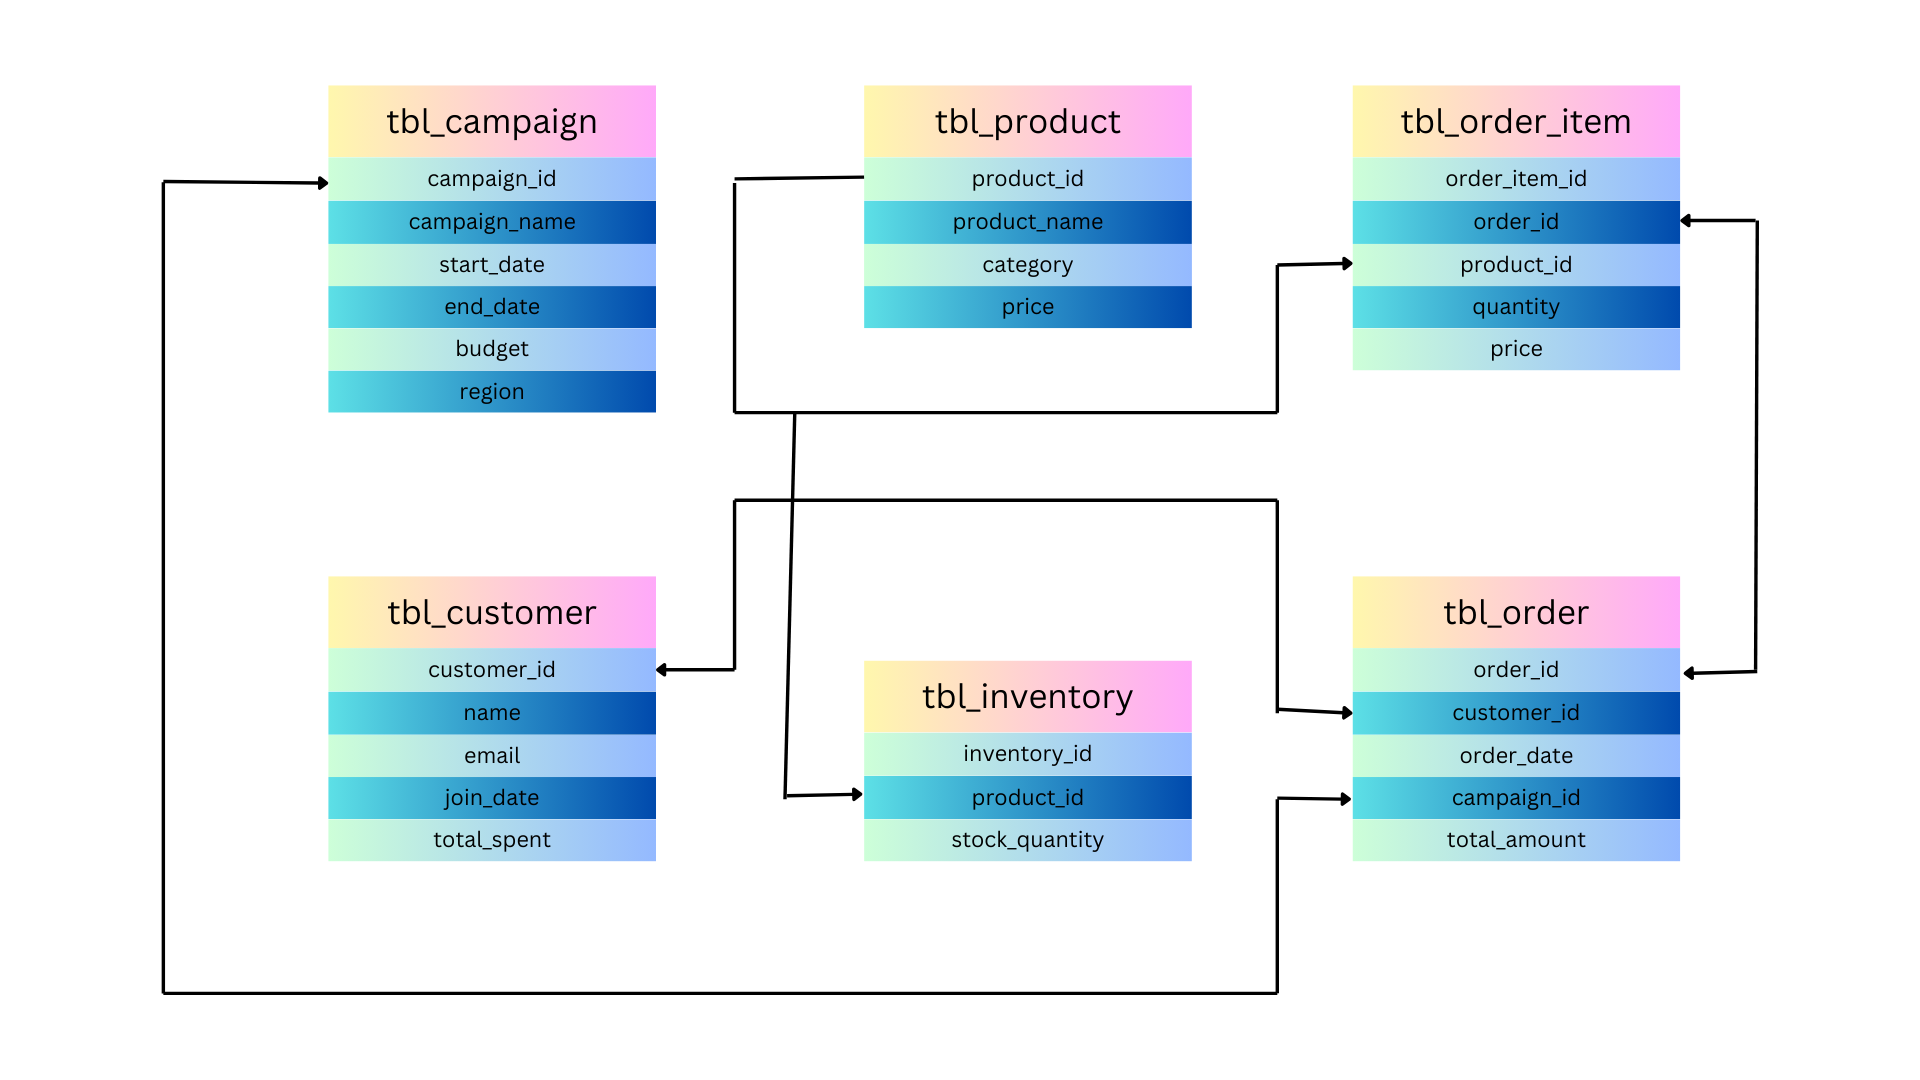 tbl_campaign
campaign_id
campaign_name
start_date
end_date
budget
region
tbl_product
product_id
product_name
category
price
tbl_order_item
order_item_id
order_id
product_id
quantity
price
tbl_customer
customer_id
name
email
join_date
total_spent
tbl_inventory
inventory_id
product_id
stock_quantity
tbl_order
order_id
customer_id
order_date
campaign_id
total_amount